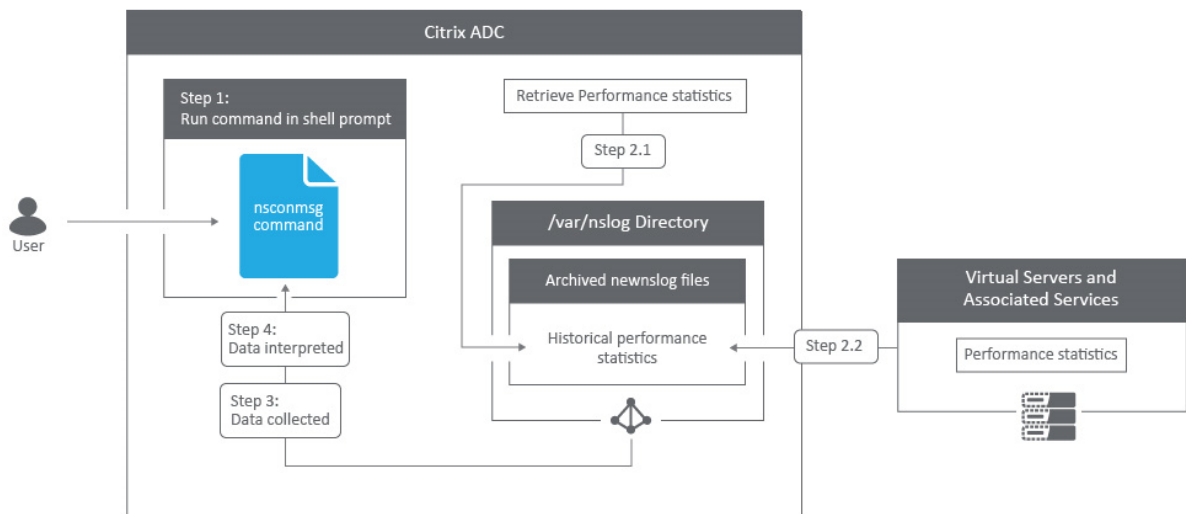 Citrix ADC
Step 1:
Run command in shell prompt
nsconmsg
command
User
Step 4:
Data interpreted
Step 3:
Data collected
Retrieve Performance statistics
Step 2.1
/var/nslog Directory
Archived newnslog files
Historical performance
statistics
Step 2.2
Virtual Servers and
Associated Services
Performance statistics